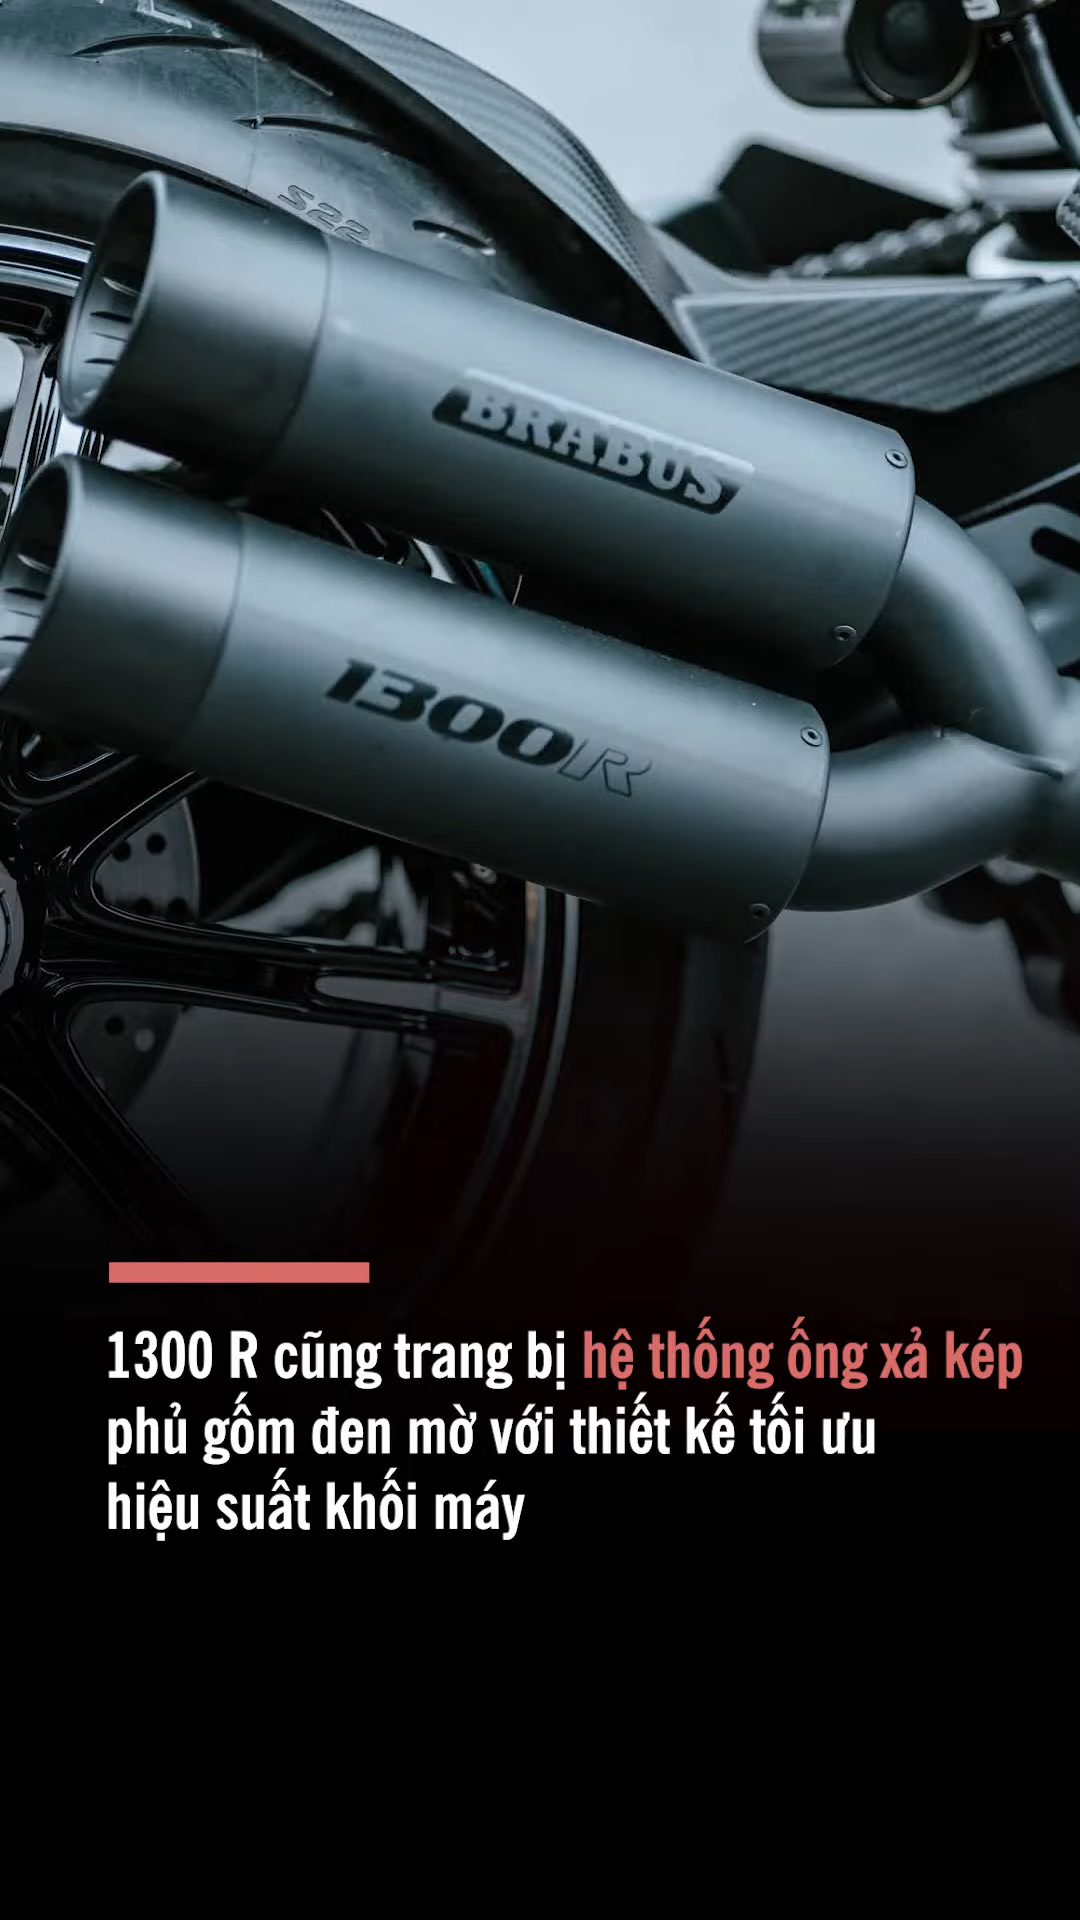 S22
BRABUS
1300R
1300 R cũng trang bị hệ thống ống xả kép
phủ gốm đen mờ với thiết kế tối ưu
hiệu suất khối máy